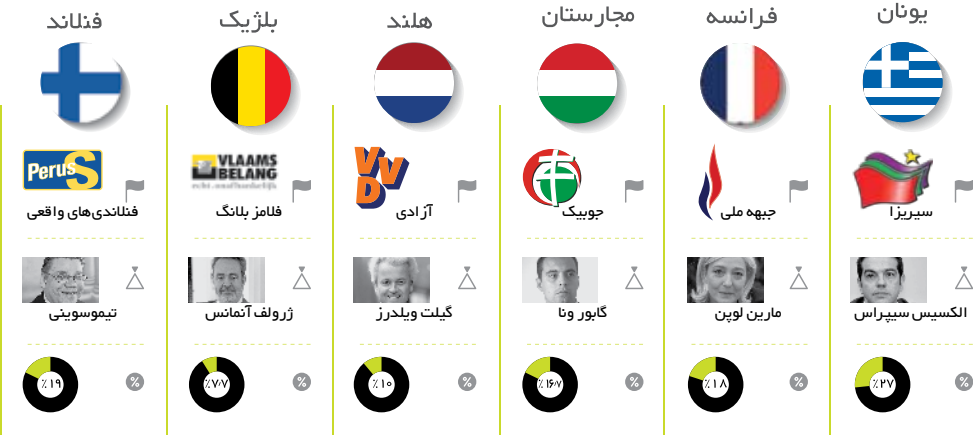 یونان
سیریزا
الکسیس سیپراس
٪۲۷
فرانسه
جبهه ملی
مارین لوپن
٪۱۸
مجارستان
جوبیک
گابور ونا
٪۱۶/۷
هلند
VVD
آزادی
گیلت ویلدرز
٪۱۰
بلژیک
VLAAMS
BELANG
فلامز بلانگ
ژرولف آنمانس
٪۷/۷
فنلاند
PerusS
فنلاندی‌های واقعی
تیموسوینی
٪۱۹